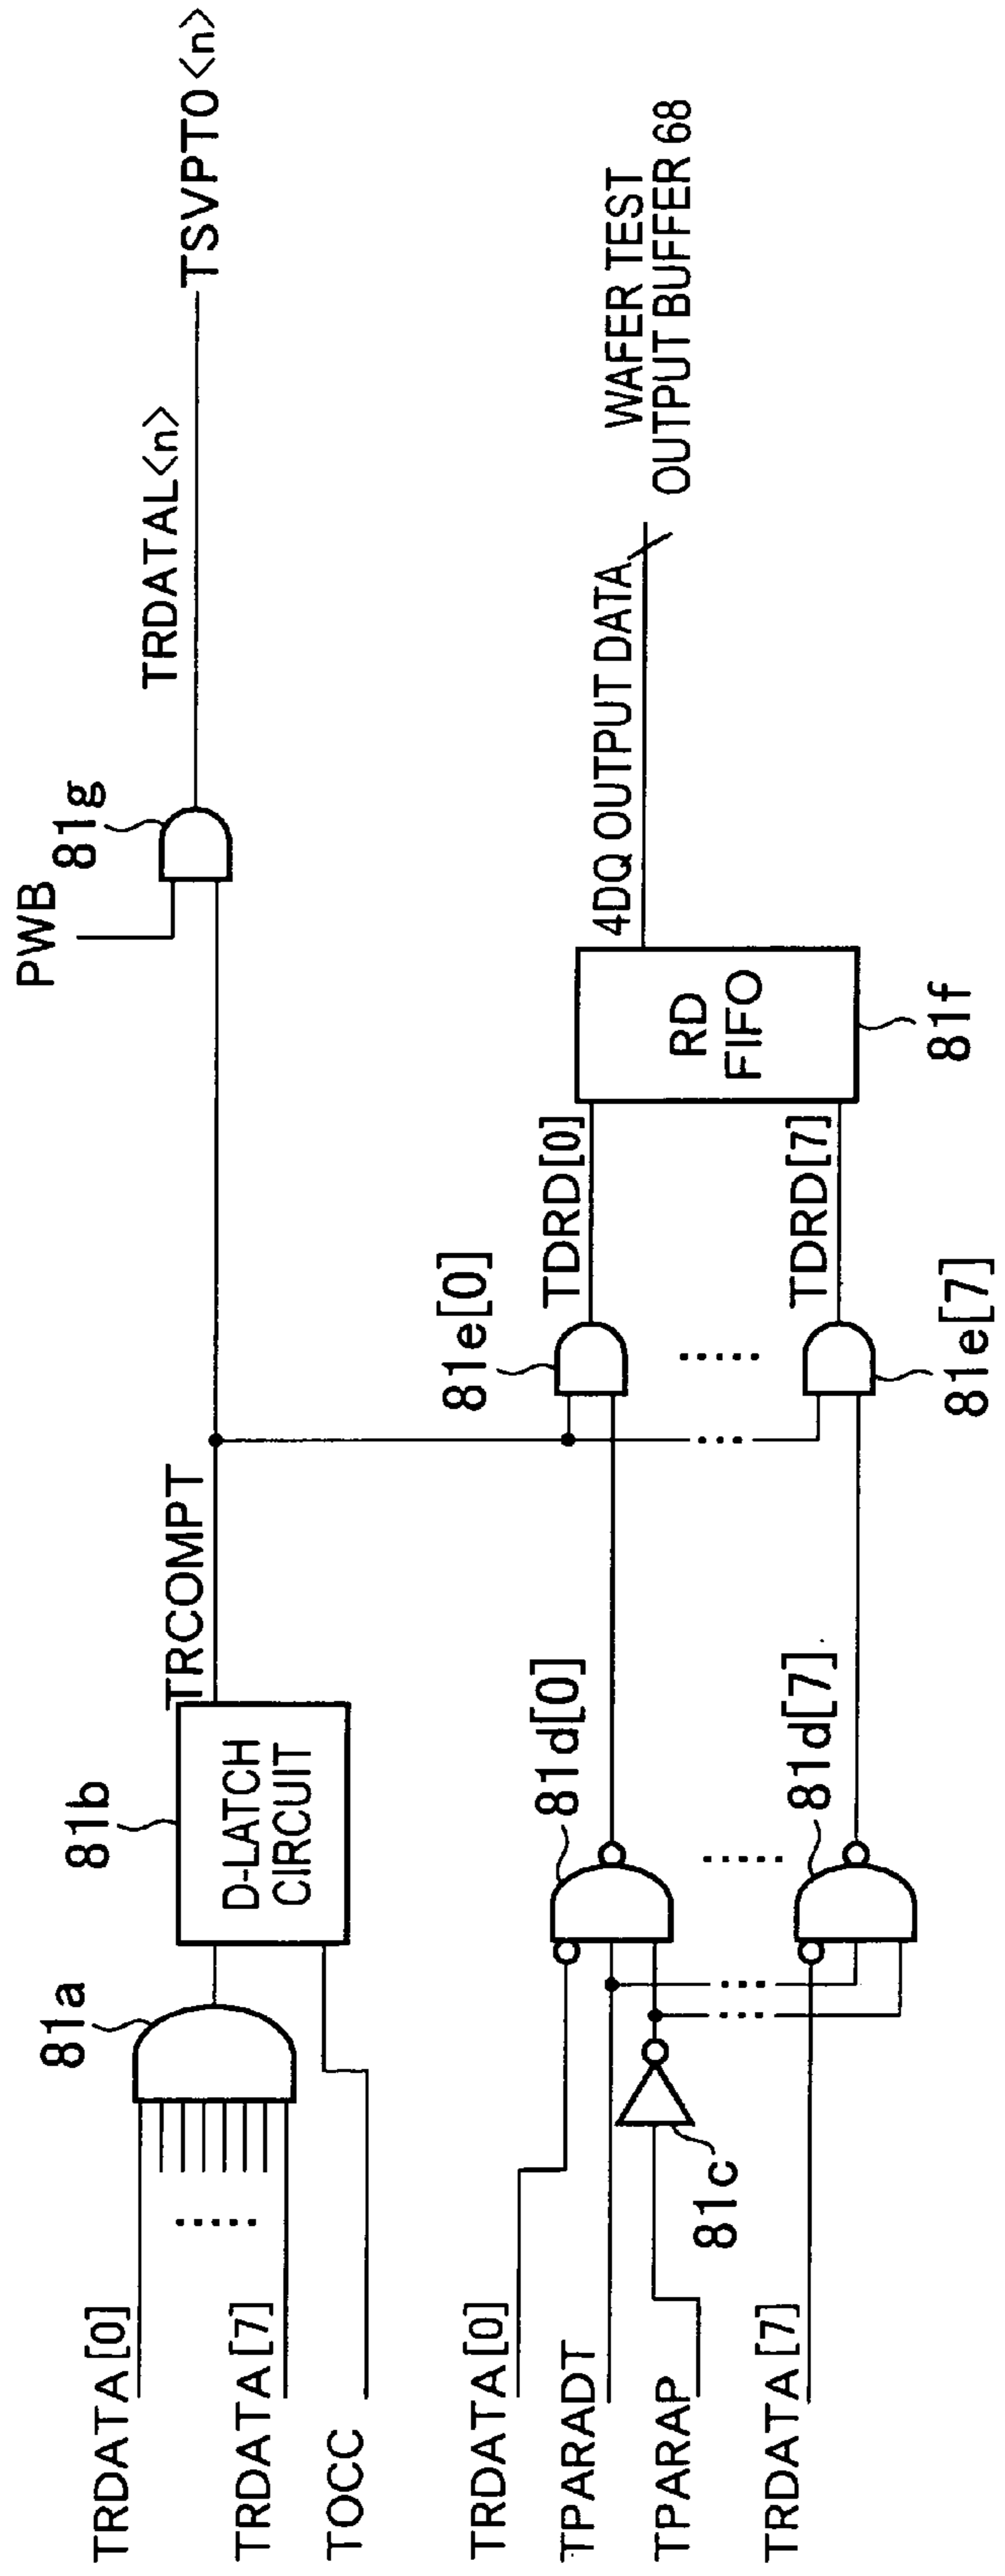 TRDATA[0]
TRDATA[7]
TOCC
81a
81b
D-LATCH
CIRCUIT
TRCOMPT
PWB
81g
TRDATAL<n>
TSVPTO<n>
TRDATA[0]
TPARADT
TPARAP
TRDATA[7]
81c
81d[0]
81d[7]
81e[0]
81e[7]
TDRD[0]
TDRD[7]
RD
FIFO
81f
4DQ OUTPUT DATA
WAFER TEST
OUTPUT BUFFER 68